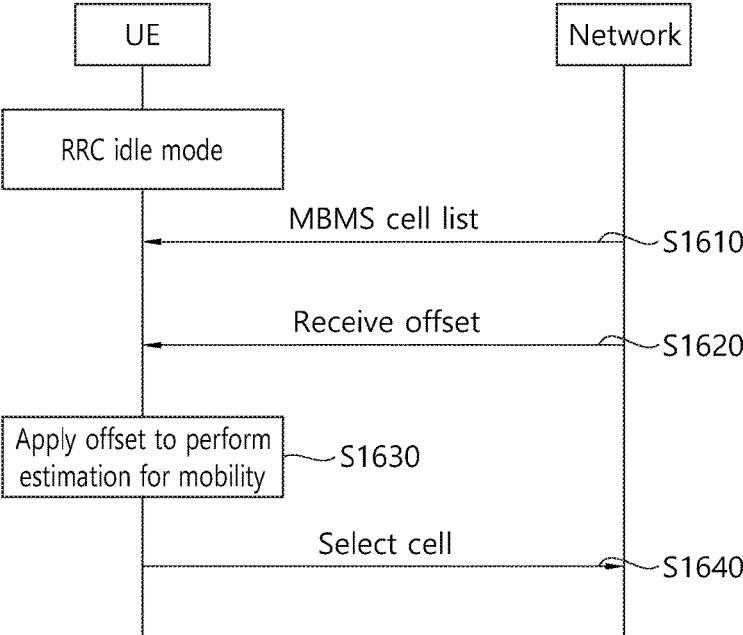 UE
Network
RRC idle mode
MBMS cell list
S1610
Receive offset
S1620
Apply offset to perform
estimation for mobility
S1630
Select cell
S1640